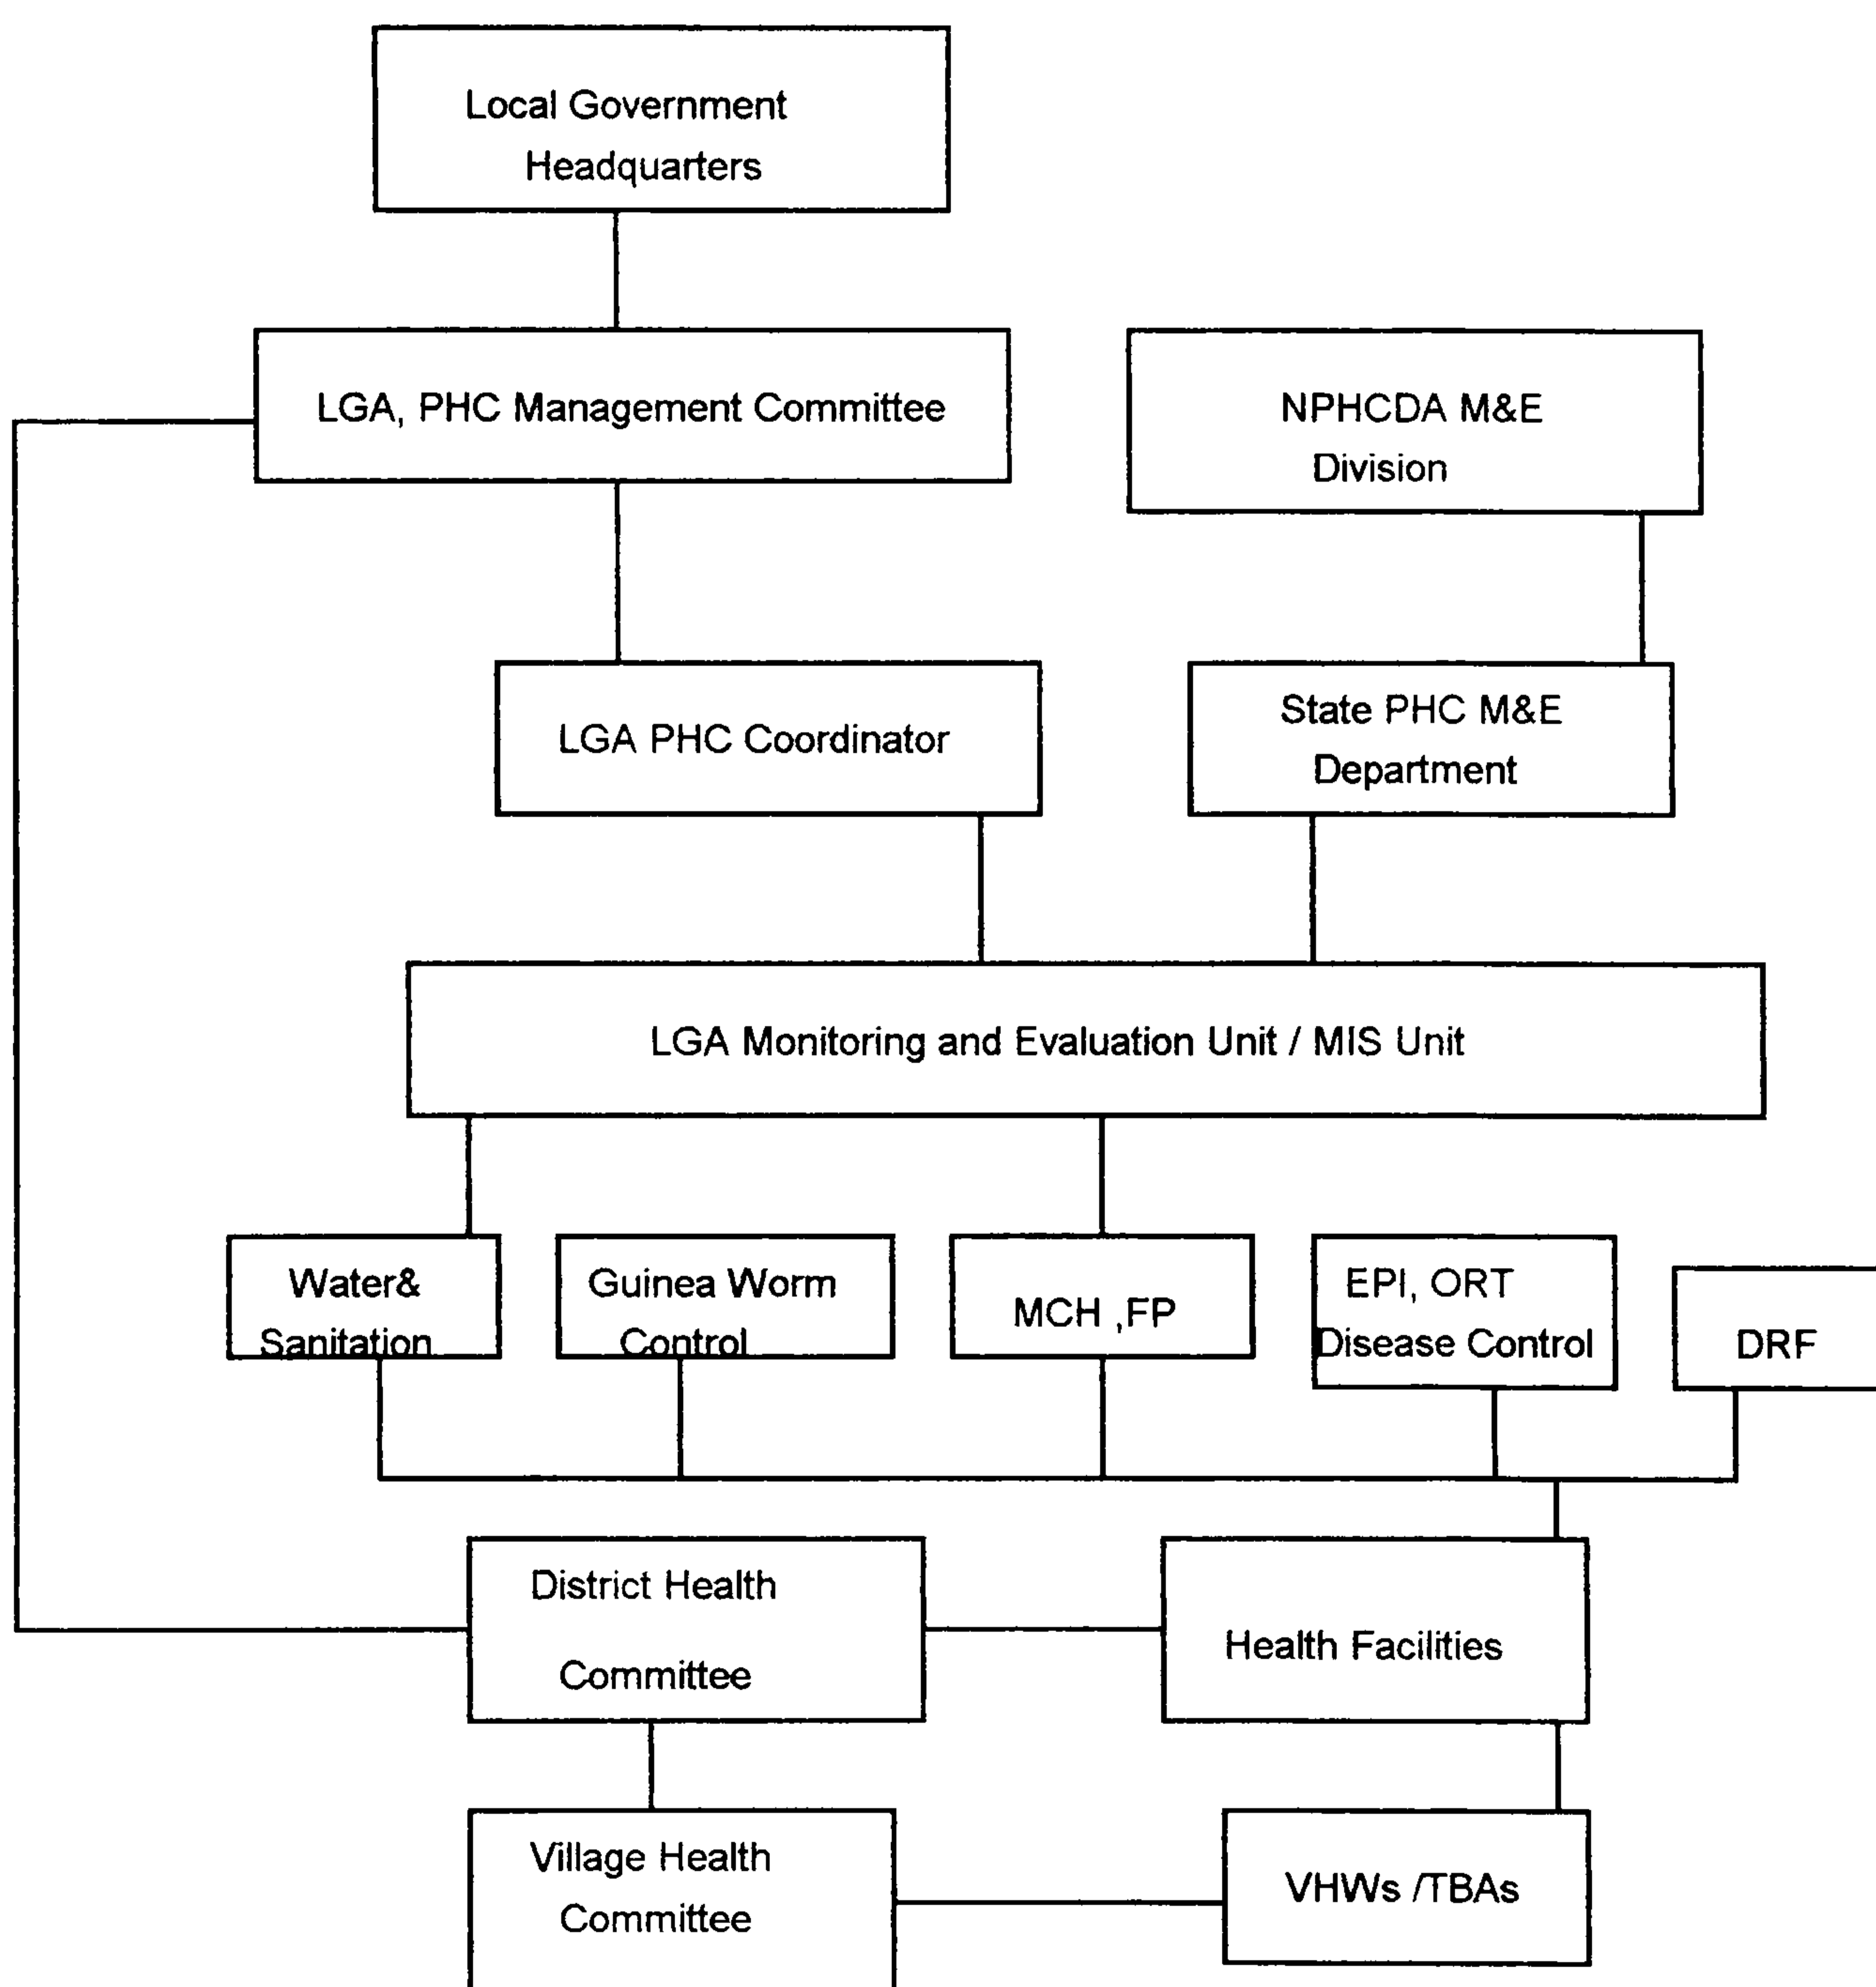 Local Government
Headquarters
LGA, PHC Management Committee
NPHCDA M&E
Division
LGA PHC Coordinator
State PHC M&E
Department
LGA Monitoring and Evaluation Unit / MIS Unit
Water&
Sanitation
Guinea Worm
Control
MCH ,FP
EPI, ORT
Disease Control
DRF
District Health
Committee
Health Facilities
Village Health
Committee
VHWs /TBAs